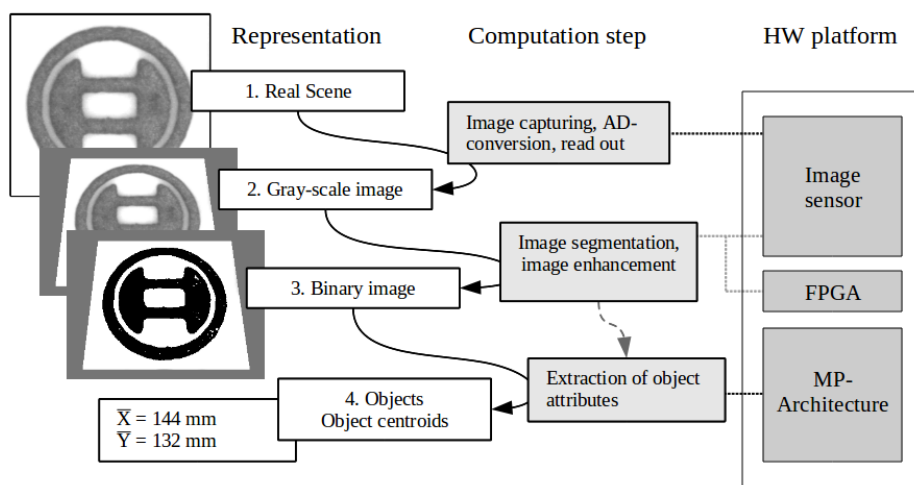 Representation
Computation step
HW platform
1. Real Scene
Image capturing, AD-
conversion, read out
Image
sensor
2. Gray-scale image
Image segmentation,
image enhancement
3. Binary image
FPGA
Extraction of object
attributes
MP-
Architecture
4. Objects
Object centroids
X̅ = 144 mm
Y̅ = 132 mm